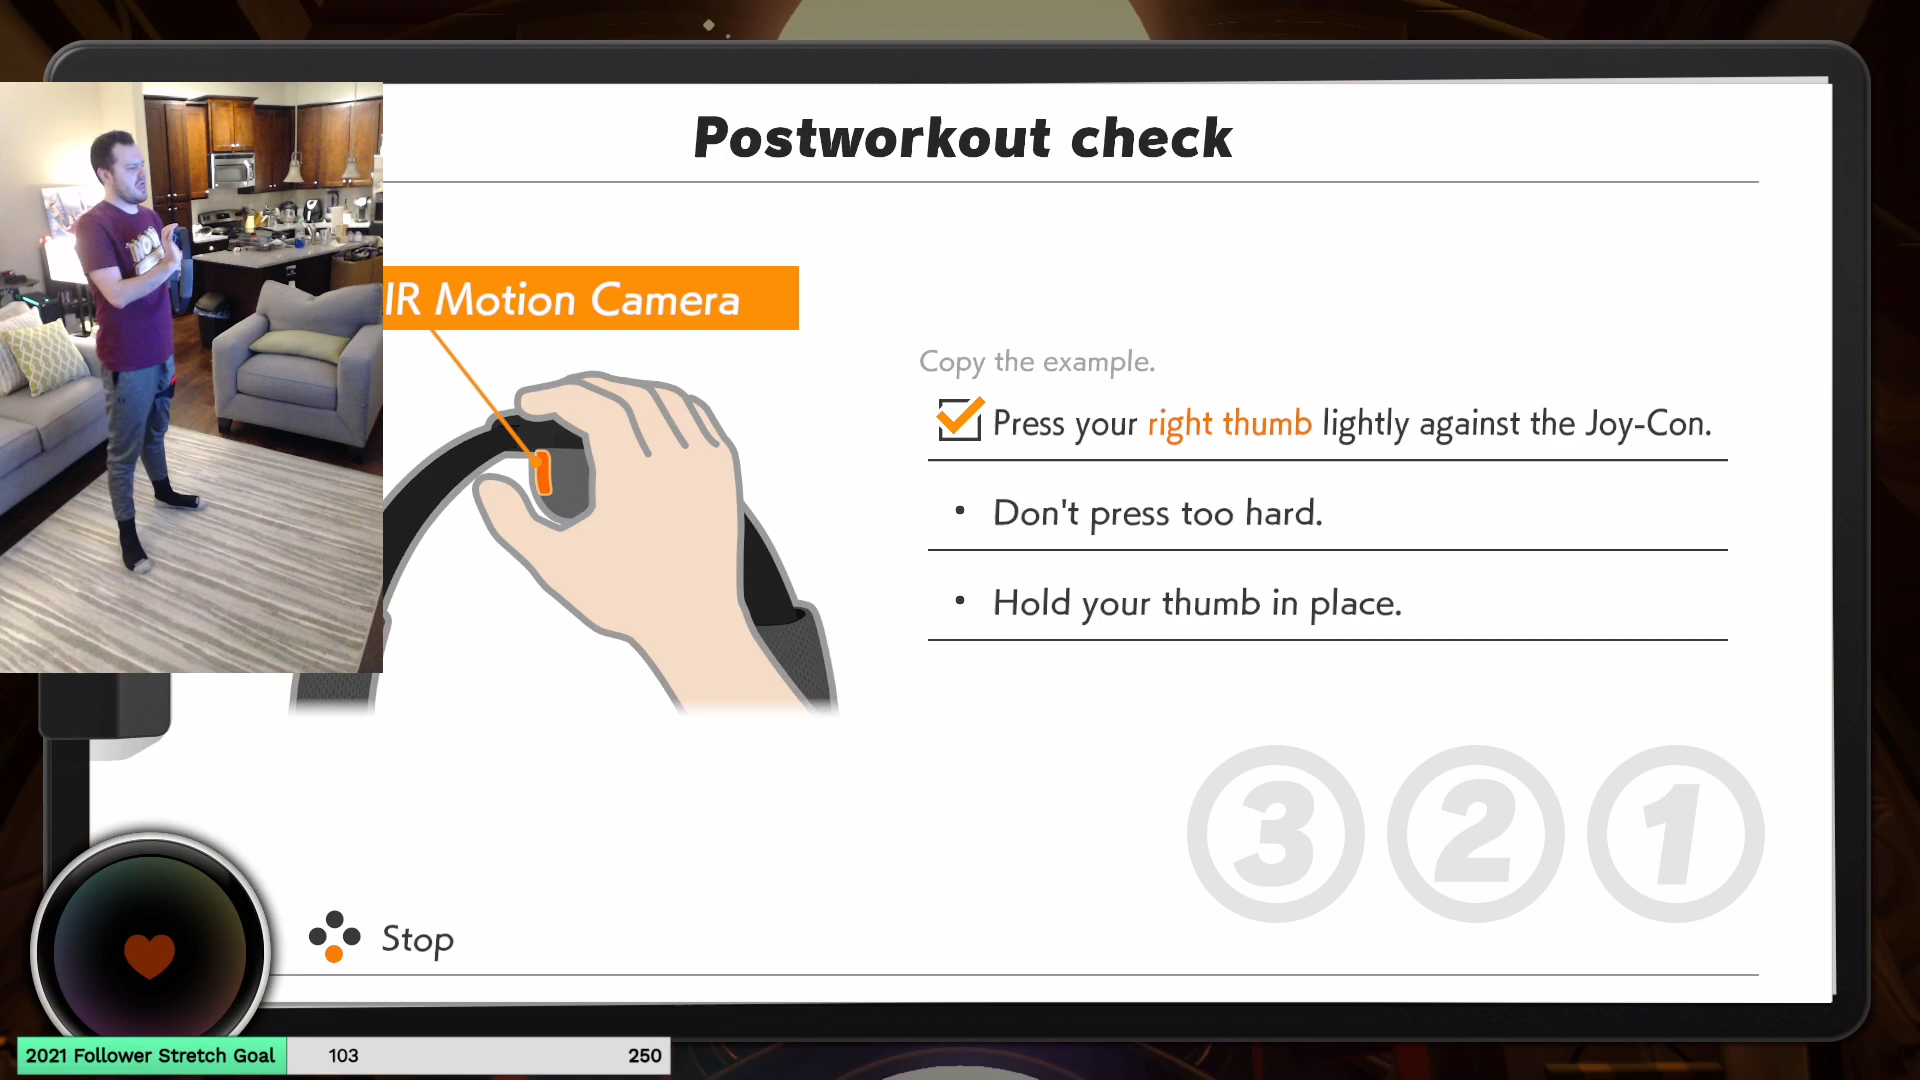 Postworkout check
IR Motion Camera
Copy the example.
Press your right thumb lightly against the Joy-Con.
• Don't press too hard.
• Hold your thumb in place.
3 2 1
Stop
2021 Follower Stretch Goal 103 250